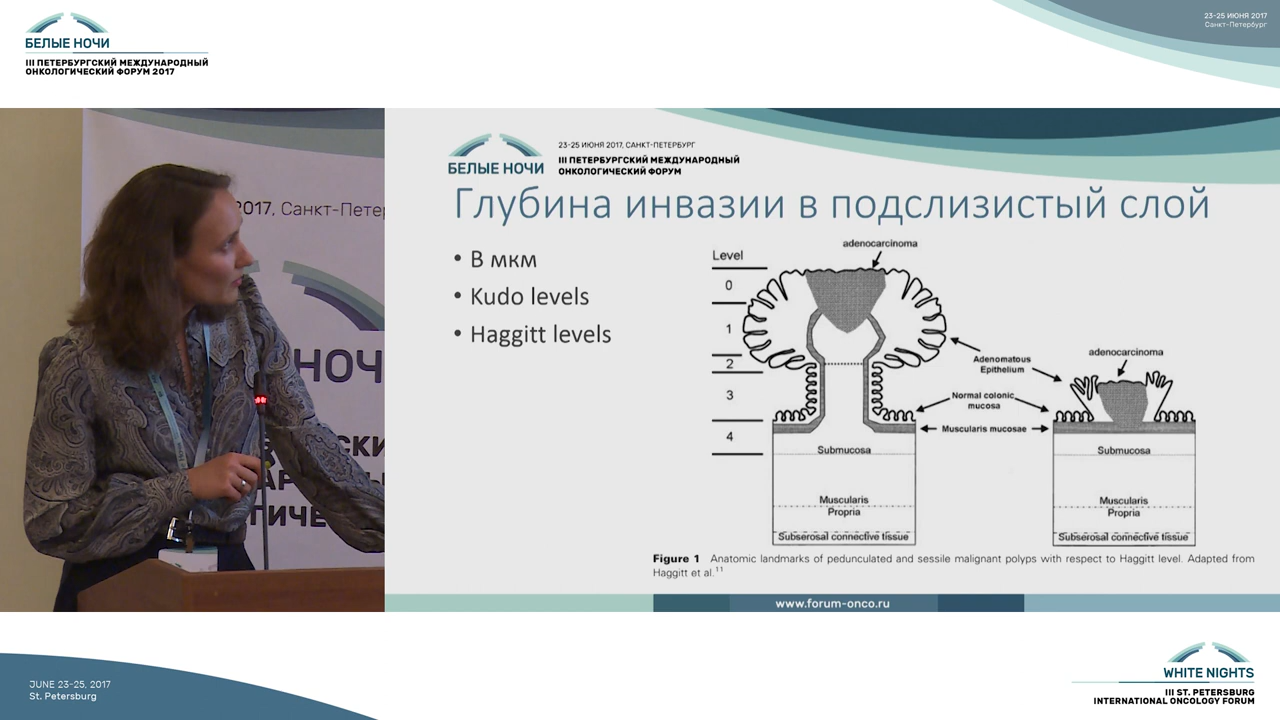 БЕЛЫЕ НОЧИ
III ПЕТЕРБУРГСКИЙ МЕЖДУНАРОДНЫЙ
ОНКОЛОГИЧЕСКИЙ ФОРУМ 2017
23-25 ИЮНЯ 2017
Санкт-Петербург
2017, Санкт-Петер
НОЧ
БЕЛЫЕ НОЧИ
23-25 ИЮНЯ 2017, САНКТ-ПЕТЕРБУРГ
III ПЕТЕРБУРГСКИЙ МЕЖДУНАРОДНЫЙ
ОНКОЛОГИЧЕСКИЙ ФОРУМ
Глубина инвазии в подслизистый слой
• В мкм
• Kudo levels
• Haggitt levels
Level
0
1
2
3
4
adenocarcinoma
Adenomatous
Epithelium
Normal colonic
mucosa
Muscularis mucosae
Submucosa
Muscularis
Propria
Subserosal connective tissue
adenocarcinoma
Submucosa
Muscularis
Propria
Subserosal connective tissue
Figure 1 Anatomic landmarks of pedunculated and sessile malignant polyps with respect to Haggitt level. Adapted from
Haggitt et al.11
www.forum-onco.ru
JUNE 23-25, 2017
St. Petersburg
WHITE NIGHTS
III ST. PETERSBURG
INTERNATIONAL ONCOLOGY FORUM